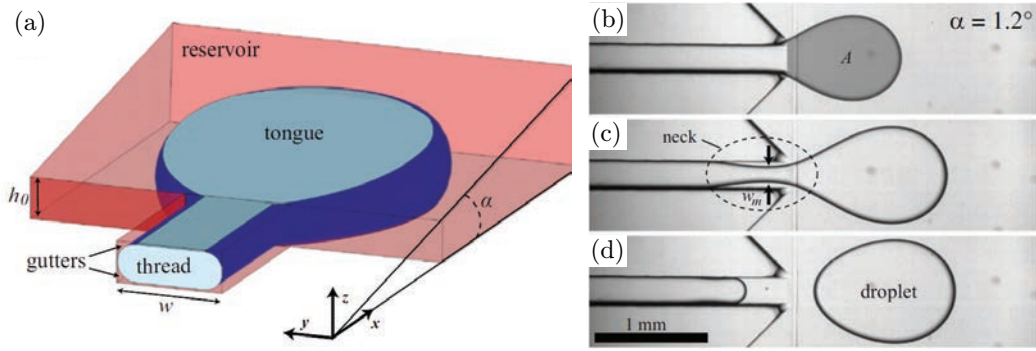 (a)
reservoir
tongue
h0
α
gutters
thread
w
z
y
x
(b)
α = 1.2°
A
(c)
neck
wm
(d)
droplet
1 mm